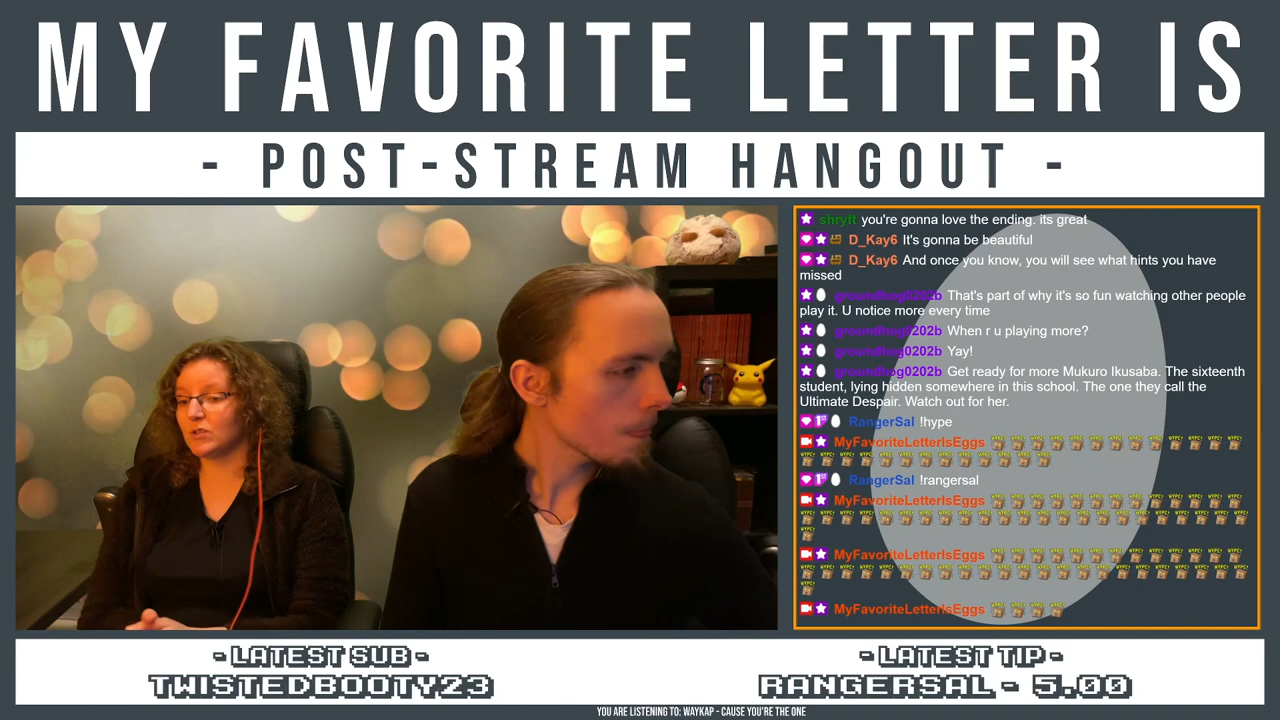 MY FAVORITE LETTER IS
- POST-STREAM HANGOUT -
shryft you're gonna love the ending. its great
D_Kay6 It's gonna be beautiful
D_Kay6 And once you know, you will see what hints you have
missed
groundhog0202b That's part of why it's so fun watching other people
play it. U notice more every time
groundhog0202b When r u playing more?
groundhog0202b Yay!
groundhog0202b Get ready for more Mukuro Ikusaba. The sixteenth
student, lying hidden somewhere in this school. The one they call the
Ultimate Despair. Watch out for her.
RangerSal !hype
MyFavoriteLetterIsEggs
RangerSal !rangersal
MyFavoriteLetterIsEggs
MyFavoriteLetterIsEggs
MyFavoriteLetterIsEggs
- LATEST SUB -
TWISTEDBOOTY23
- LATEST TIP -
RANGERSAL - 5.00
YOU ARE LISTENING TO: WAYKAP - CAUSE YOU'RE THE ONE